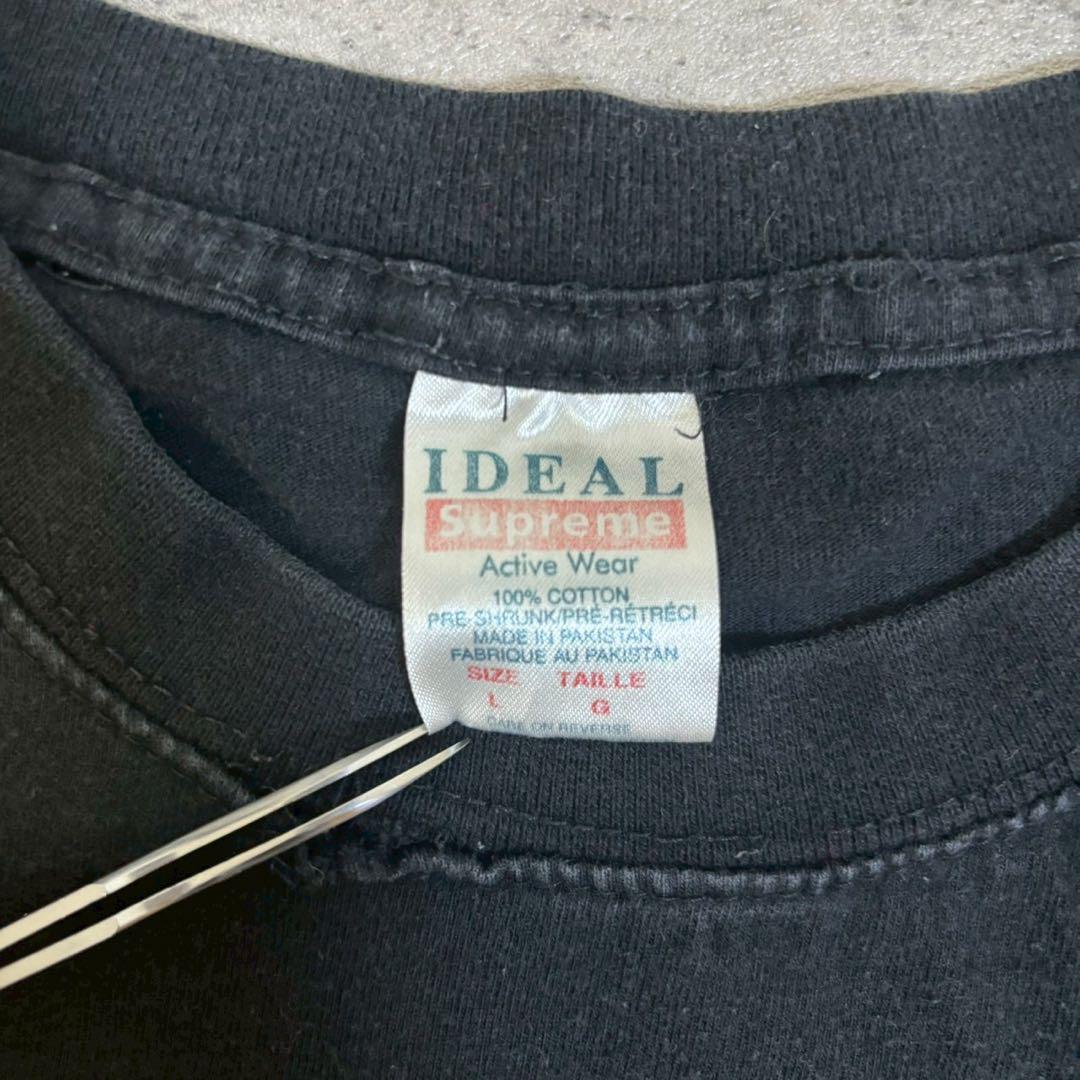 IDEAL
Supreme
Active Wear
100% COTTON
PRE-SHRUNK/PRÉ-RÉTRÉCI
MADE IN PAKISTAN
FABRIQUE AU PAKISTAN
SIZE TAILLE
L G
CARE ON REVERSE